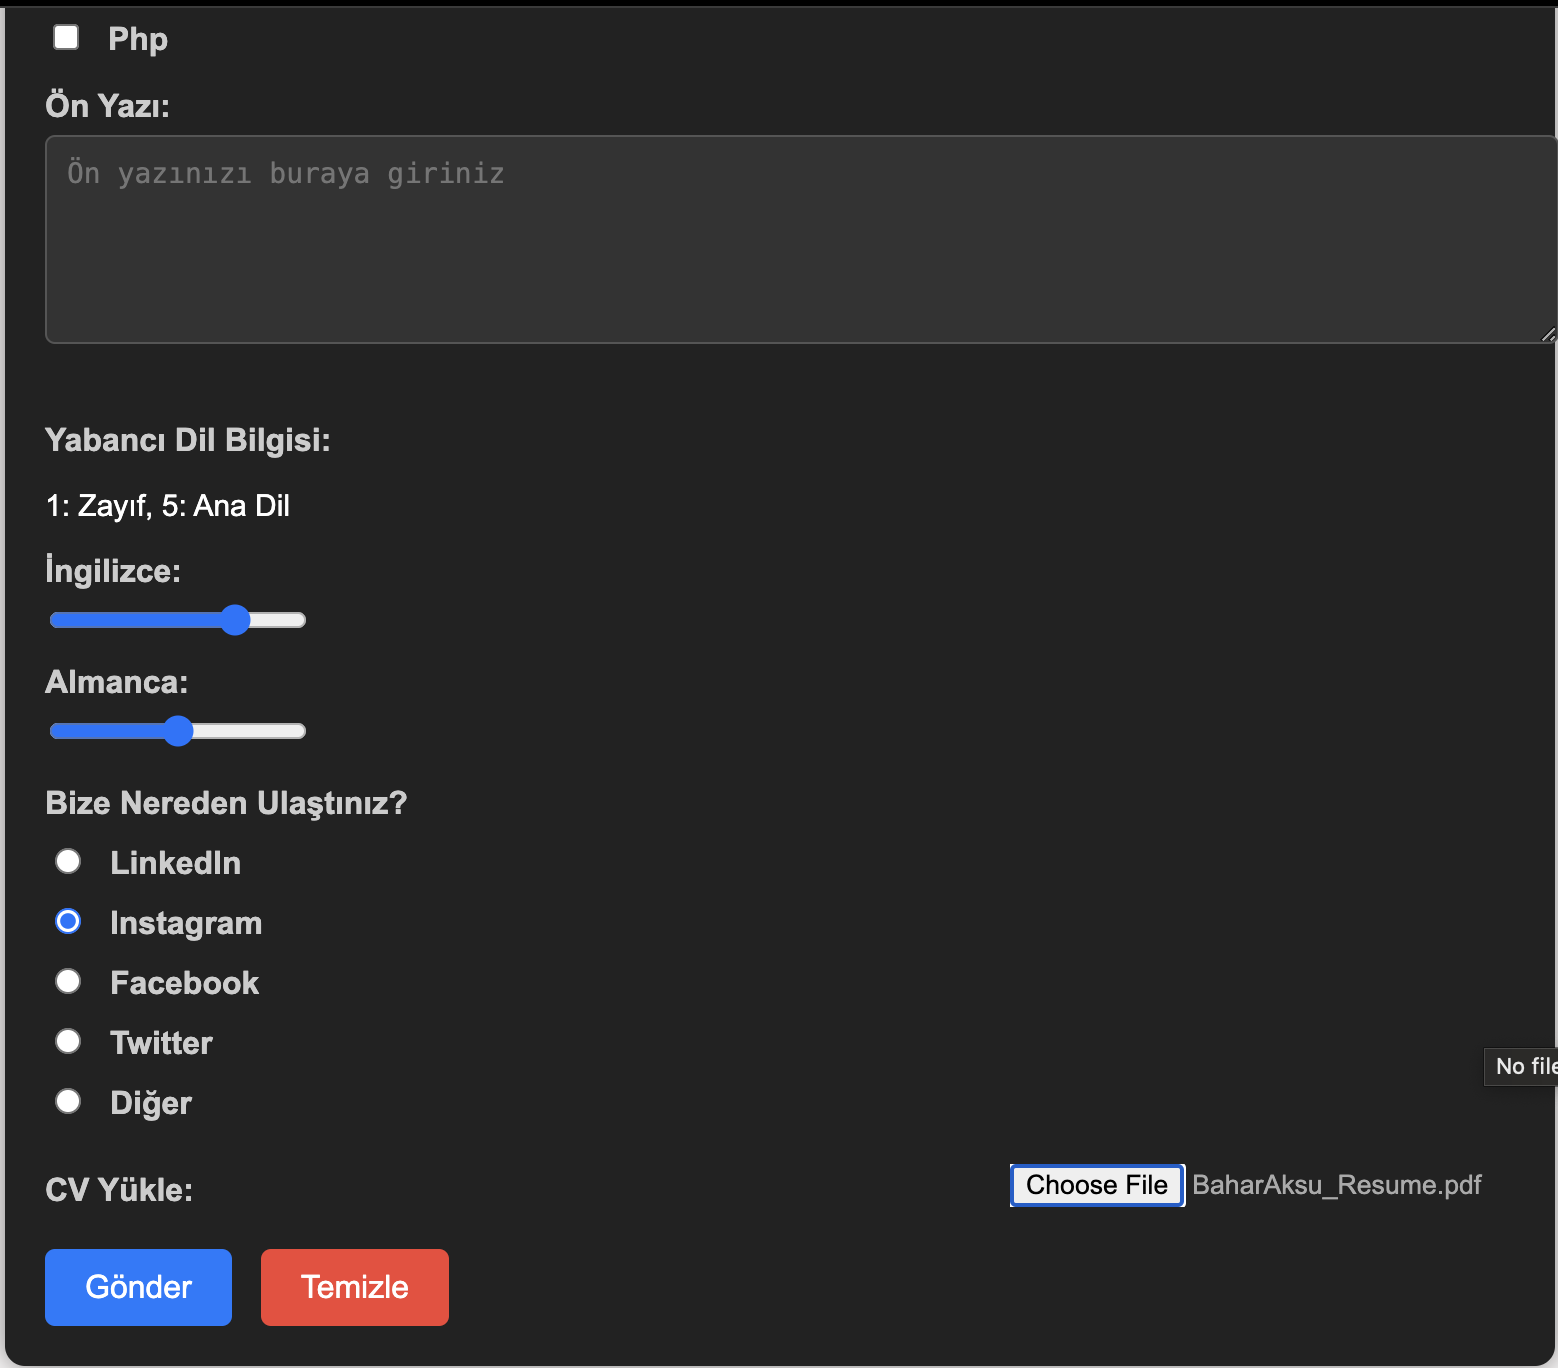 Php
Ön Yazı:
Ön yazınızı buraya giriniz
Yabancı Dil Bilgisi:
1: Zayıf, 5: Ana Dil
İngilizce:
Almanca:
Bize Nereden Ulaştınız?
LinkedIn
Instagram
Facebook
Twitter
Diğer
No file
CV Yükle: Choose File BaharAksu_Resume.pdf
Gönder Temizle